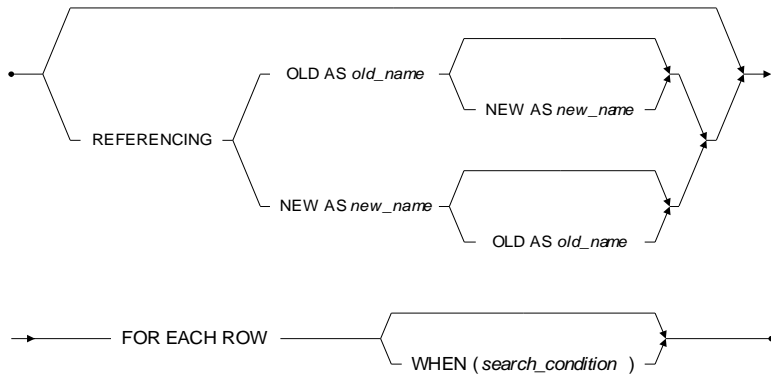 OLD AS old_name
NEW AS new_name
REFERENCING
NEW AS new_name
OLD AS old_name
FOR EACH ROW
WHEN ( search_condition )